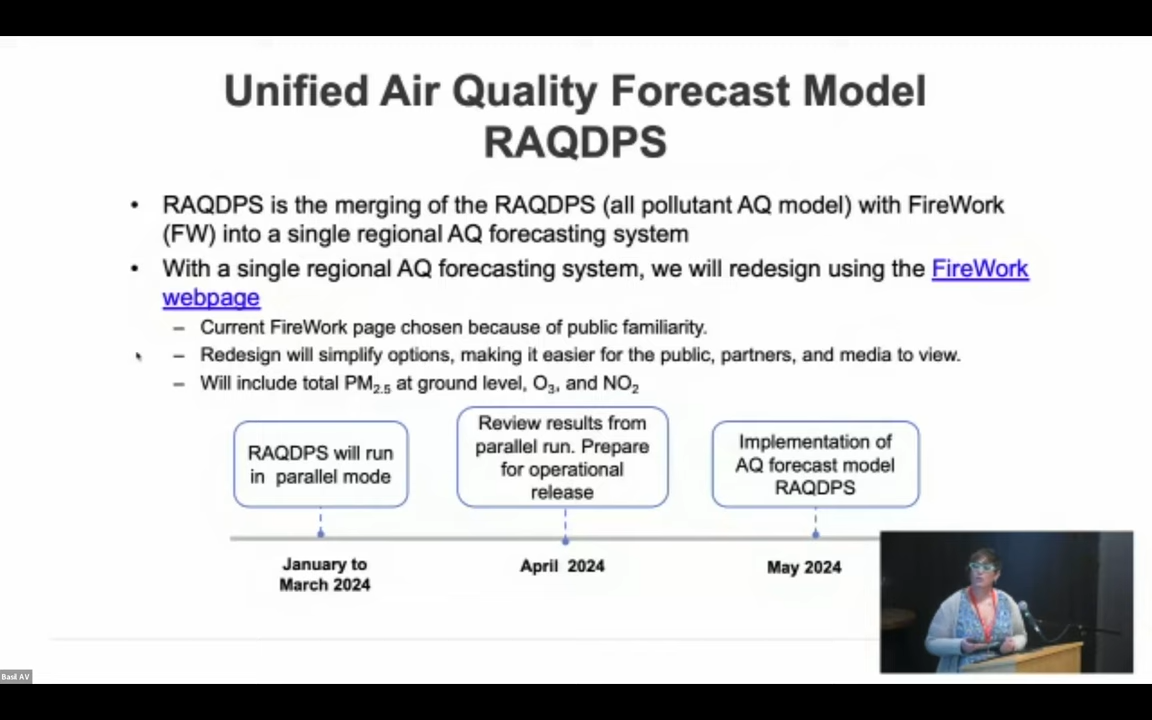 Unified Air Quality Forecast Model
RAQDPS
• RAQDPS is the merging of the RAQDPS (all pollutant AQ model) with FireWork
(FW) into a single regional AQ forecasting system
• With a single regional AQ forecasting system, we will redesign using the FireWork
webpage
– Current FireWork page chosen because of public familiarity.
– Redesign will simplify options, making it easier for the public, partners, and media to view.
– Will include total PM2.5 at ground level, O3, and NO2
RAQDPS will run
in parallel mode
Review results from
parallel run. Prepare
for operational
release
Implementation of
AQ forecast model
RAQDPS
January to
March 2024
April 2024
May 2024
Basil AV